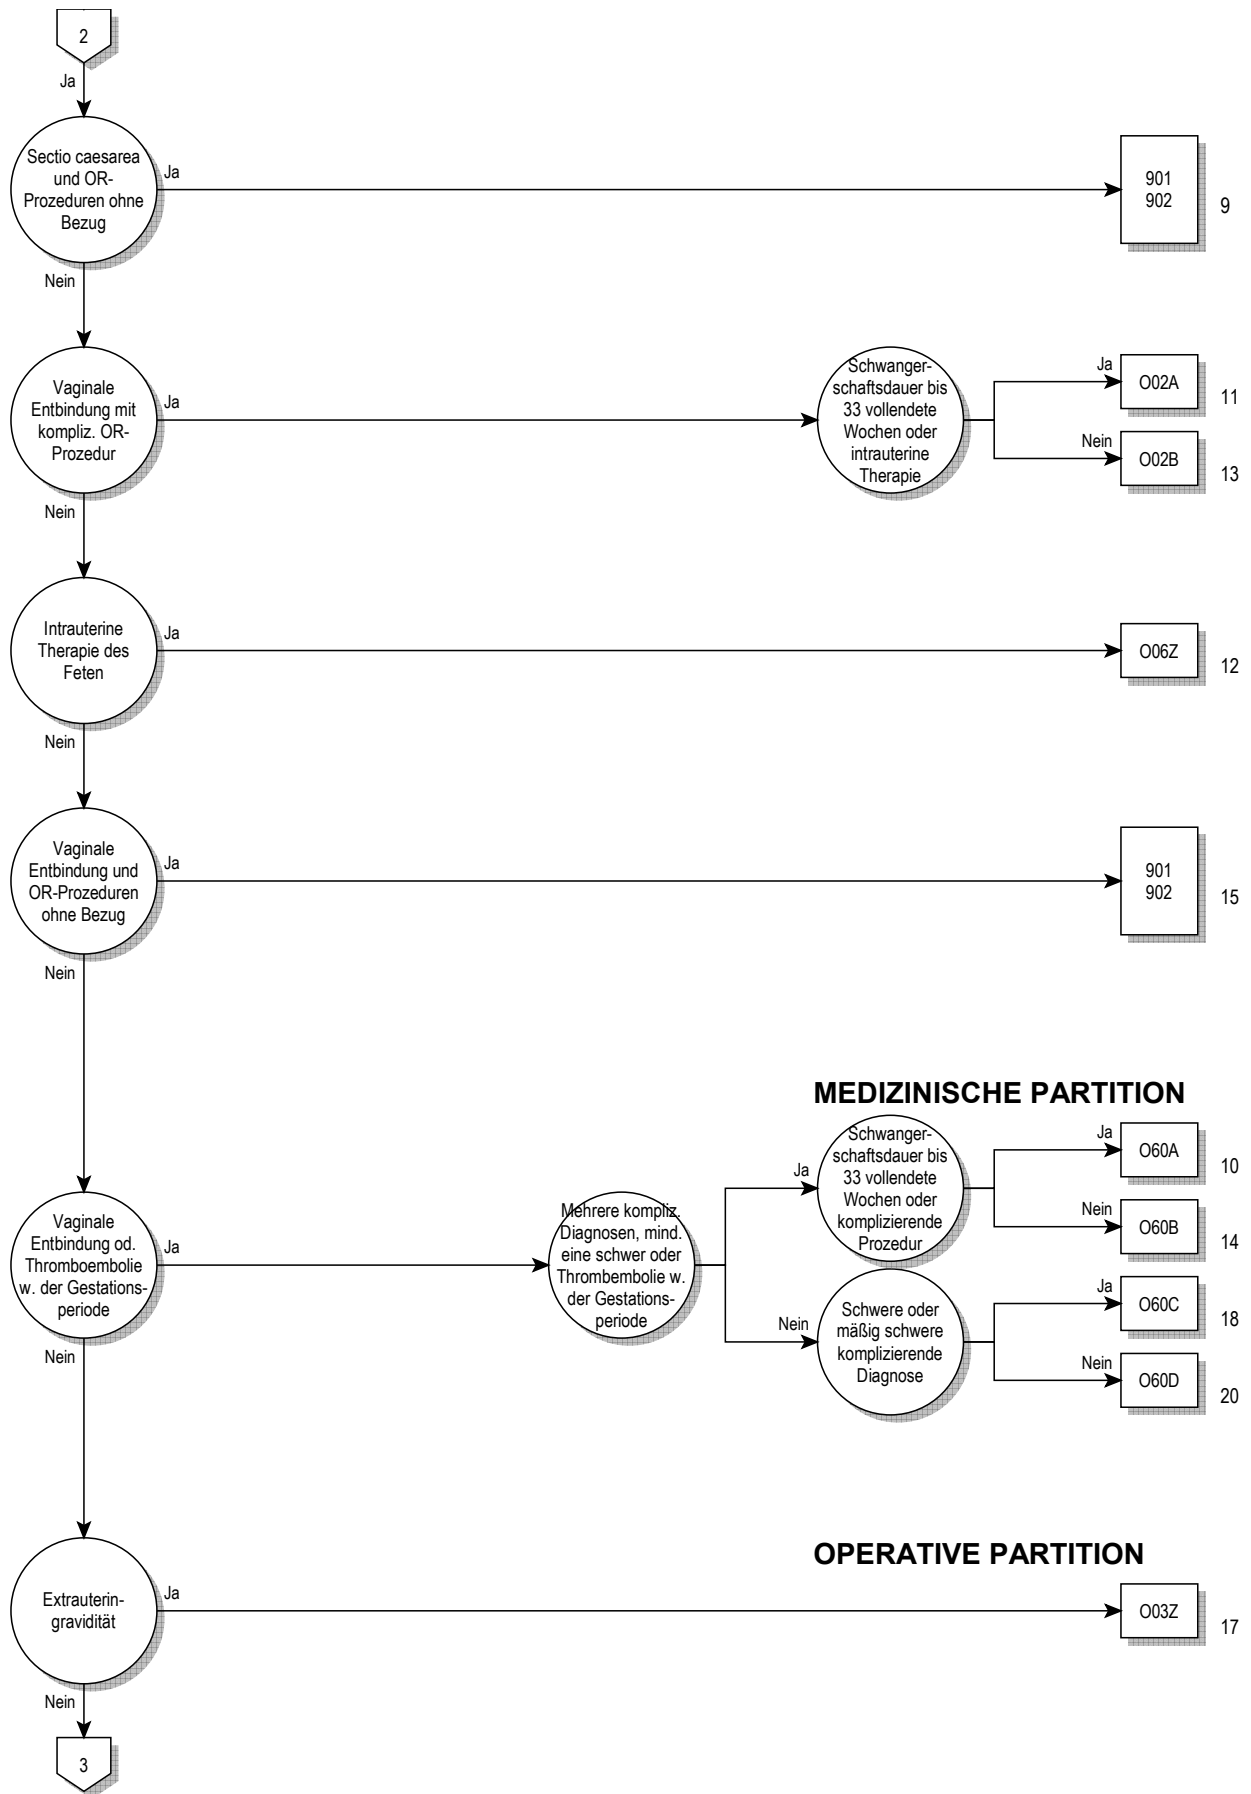 2
Ja
Sectio caesarea
und OR-
Prozeduren ohne
Bezug
Ja
901
902
9
Nein
Vaginale
Entbindung mit
kompliz. OR-
Prozedur
Ja
Schwanger-
schaftsdauer bis
33 vollendete
Wochen oder
intrauterine
Therapie
Ja
O02A
11
Nein
O02B
13
Nein
Intrauterine
Therapie des
Feten
Ja
O06Z
12
Nein
Vaginale
Entbindung und
OR-Prozeduren
ohne Bezug
Ja
901
902
15
Nein
MEDIZINISCHE PARTITION
Vaginale
Entbindung od.
Thromboembolie
w. der Gestations-
periode
Ja
Mehrere kompliz.
Diagnosen, mind.
eine schwer oder
Thrombembolie w.
der Gestations-
periode
Ja
Schwanger-
schaftsdauer bis
33 vollendete
Wochen oder
komplizierende
Prozedur
Ja
O60A
10
Nein
O60B
14
Nein
Schwere oder
mäßig schwere
komplizierende
Diagnose
Ja
O60C
18
Nein
O60D
20
Nein
OPERATIVE PARTITION
Extrauterin-
gravidität
Ja
O03Z
17
Nein
3